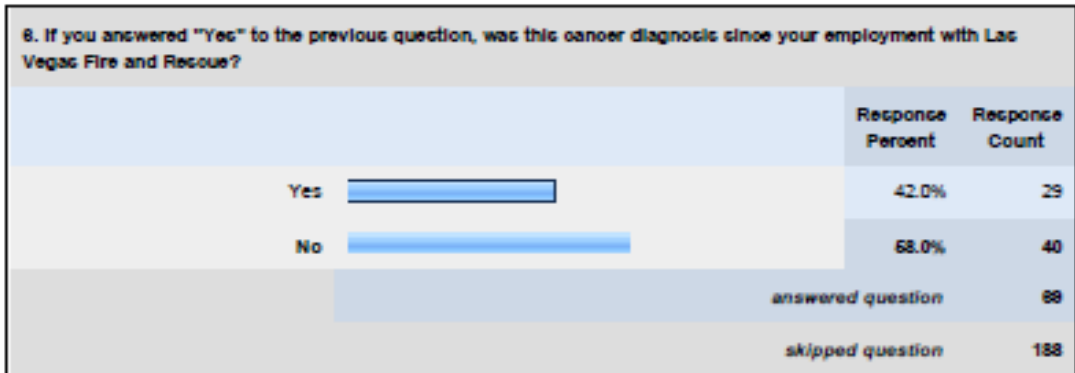 6. If you answered "Yes" to the previous question, was this cancer diagnosis since your employment with Las
Vegas Fire and Rescue?
Response Percent
Response Count
Yes 42.0% 29
No 58.0% 40
answered question 69
skipped question 188